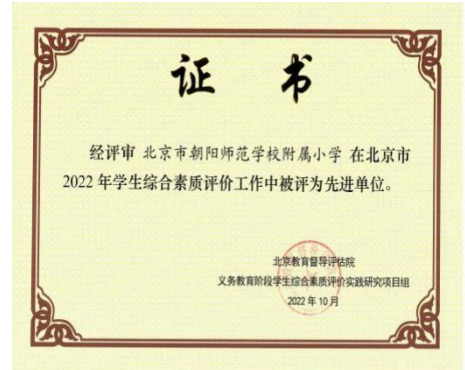 证 书
经评审 北京市朝阳师范学校附属小学 在北京市
2022 年学生综合素质评价工作中被评为先进单位。
北京教育督导评估院
义务教育阶段学生综合素质评价实践研究项目组
2022 年 10 月